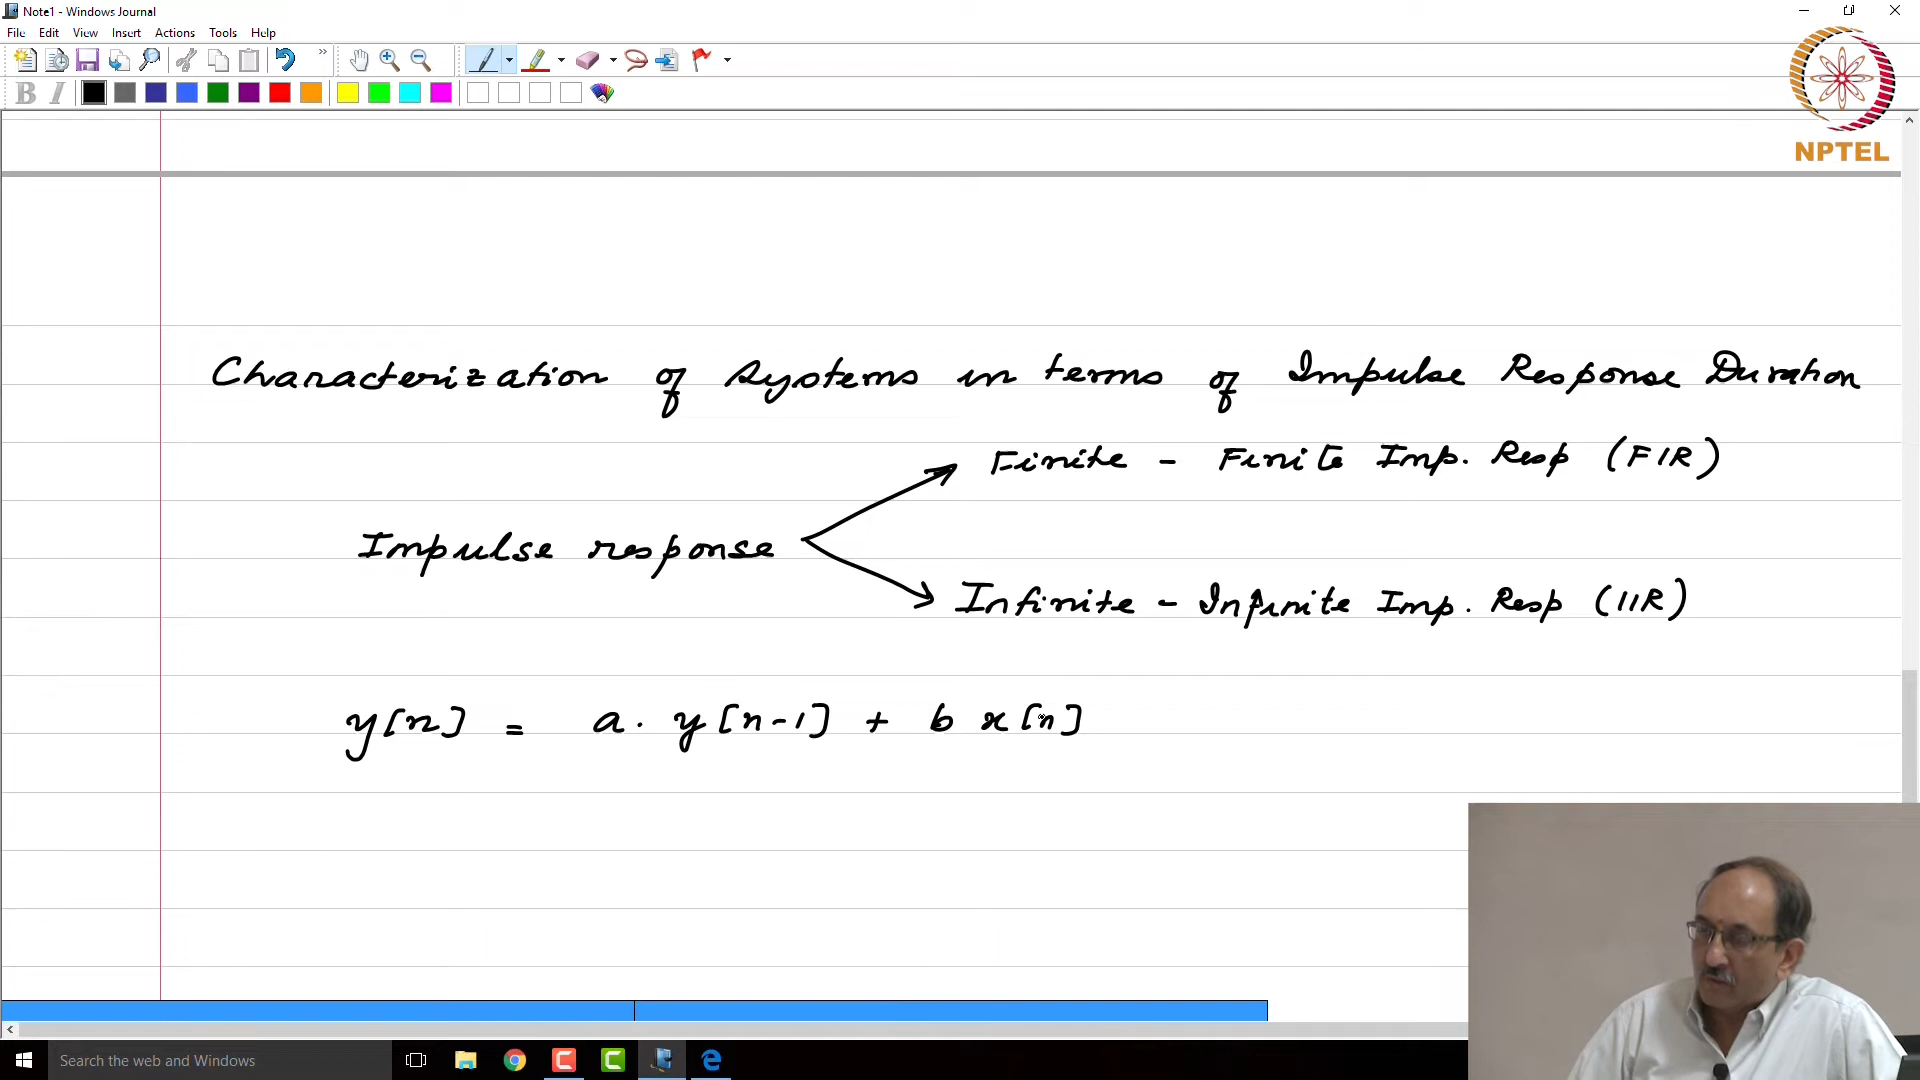 Note1 - Windows Journal
File Edit View Insert Actions Tools Help
B I
NPTEL
Characterization of Systems in terms of Impulse Response Duration
Finite - Finite Imp. Resp (FIR)
Impulse response
Infinite - Infinite Imp. Resp (IIR)
y[n] = a. y[n-1] + b x[n]
Search the web and Windows